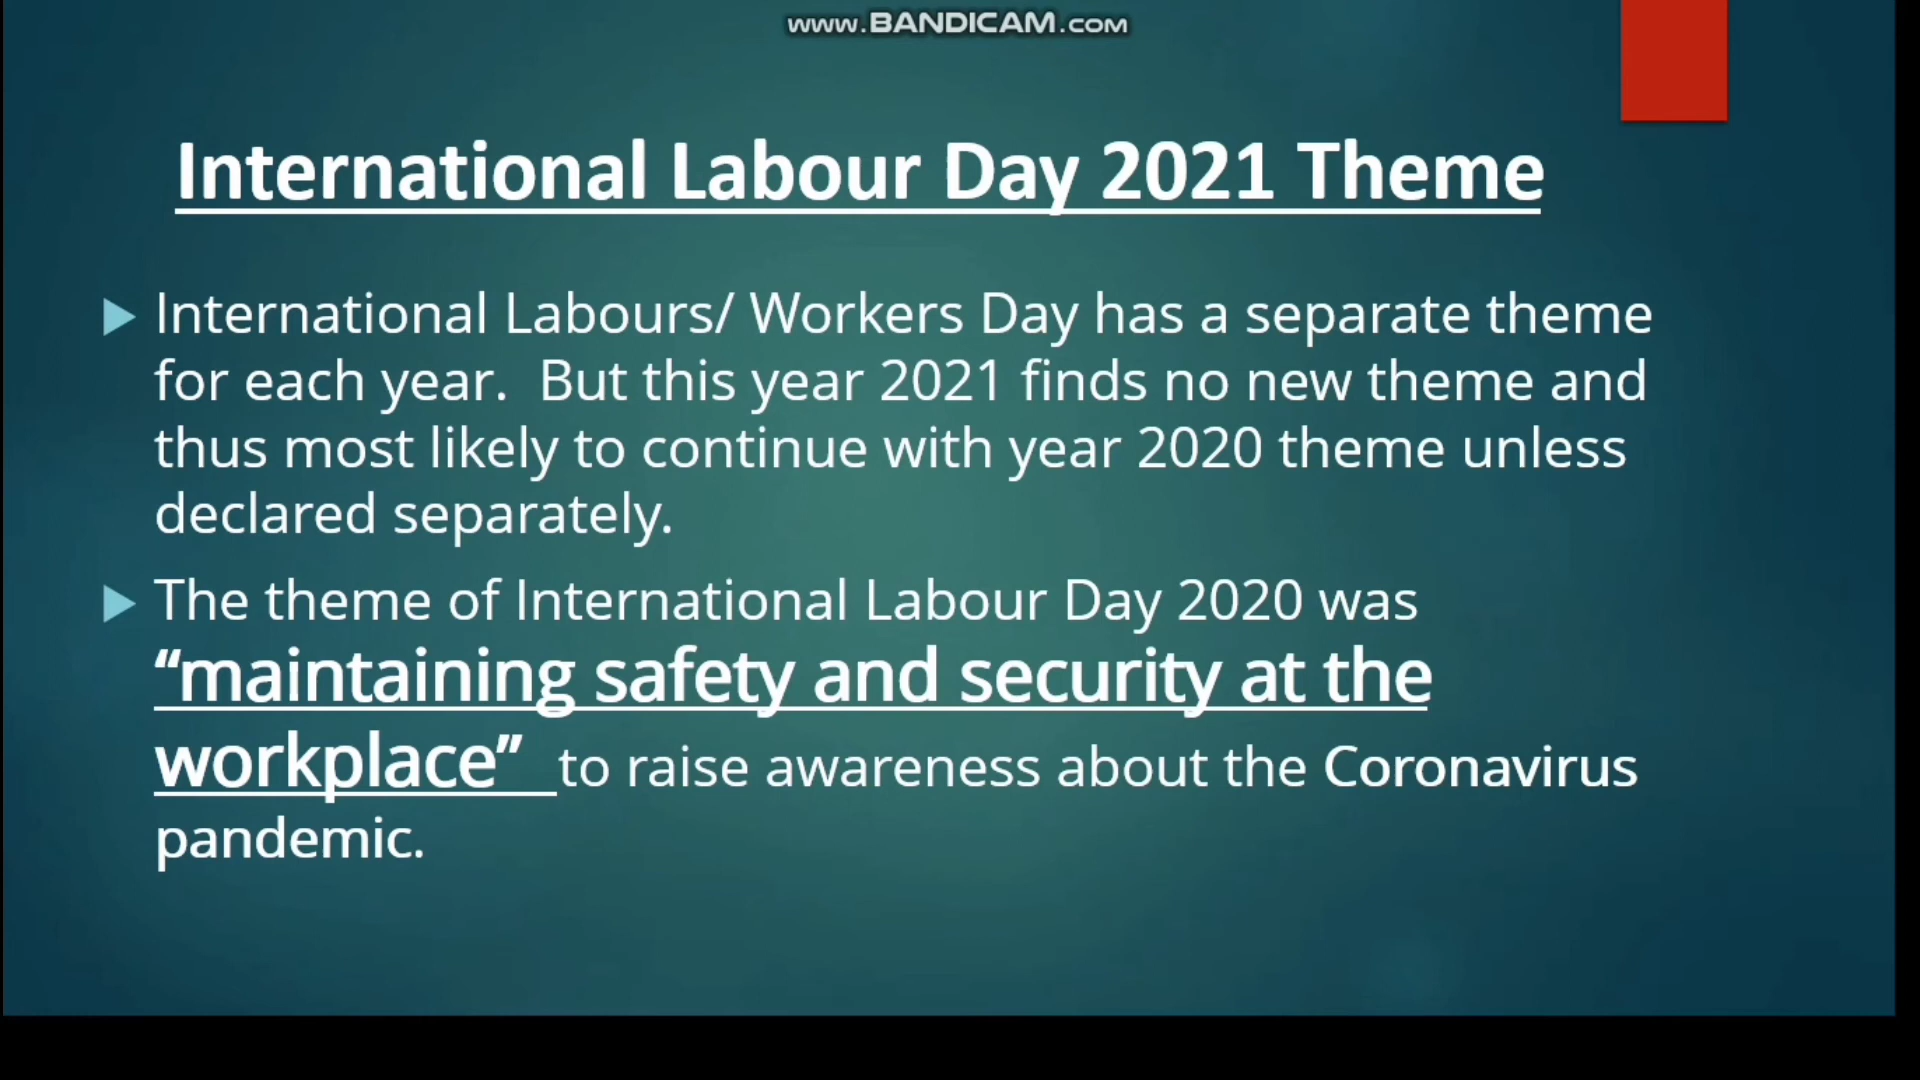 www.BANDICAM.com
International Labour Day 2021 Theme
International Labours/ Workers Day has a separate theme
for each year.  But this year 2021 finds no new theme and
thus most likely to continue with year 2020 theme unless
declared separately.
The theme of International Labour Day 2020 was
“maintaining safety and security at the
workplace”  to raise awareness about the Coronavirus
pandemic.